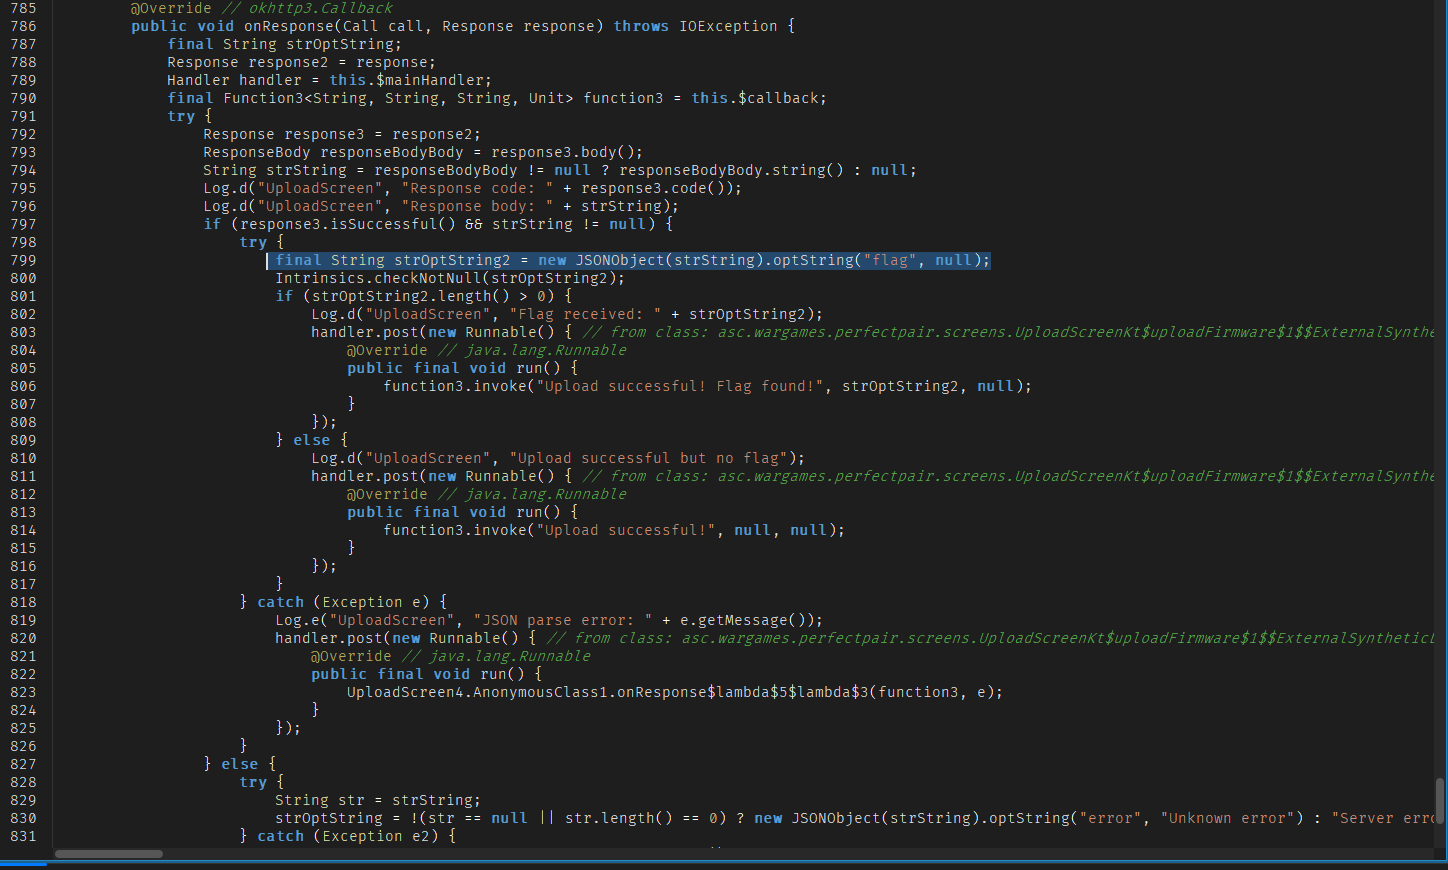 785 @Override // okhttp3.Callback
786 public void onResponse(Call call, Response response) throws IOException {
787 final String strOptString;
788 Response response2 = response;
789 Handler handler = this.$mainHandler;
790 final Function3<String, String, String, Unit> function3 = this.$callback;
791 try {
792 Response response3 = response2;
793 ResponseBody responseBodyBody = response3.body();
794 String strString = responseBodyBody != null ? responseBodyBody.string() : null;
795 Log.d("UploadScreen", "Response code: " + response3.code());
796 Log.d("UploadScreen", "Response body: " + strString);
797 if (response3.isSuccessful() && strString != null) {
798 try {
799 final String strOptString2 = new JSONObject(strString).optString("flag", null);
800 Intrinsics.checkNotNull(strOptString2);
801 if (strOptString2.length() > 0) {
802 Log.d("UploadScreen", "Flag received: " + strOptString2);
803 handler.post(new Runnable() { // from class: asc.wargames.perfectpair.screens.UploadScreenKt$uploadFirmware$1$$ExternalSynthe
804 @Override // java.lang.Runnable
805 public final void run() {
806 function3.invoke("Upload successful! Flag found!", strOptString2, null);
807 }
808 });
809 } else {
810 Log.d("UploadScreen", "Upload successful but no flag");
811 handler.post(new Runnable() { // from class: asc.wargames.perfectpair.screens.UploadScreenKt$uploadFirmware$1$$ExternalSynthe
812 @Override // java.lang.Runnable
813 public final void run() {
814 function3.invoke("Upload successful!", null, null);
815 }
816 });
817 }
818 } catch (Exception e) {
819 Log.e("UploadScreen", "JSON parse error: " + e.getMessage());
820 handler.post(new Runnable() { // from class: asc.wargames.perfectpair.screens.UploadScreenKt$uploadFirmware$1$$ExternalSynthetic
821 @Override // java.lang.Runnable
822 public final void run() {
823 UploadScreen4.AnonymousClass1.onResponse$lambda$5$lambda$3(function3, e);
824 }
825 });
826 }
827 } else {
828 try {
829 String str = strString;
830 strOptString = !(str == null || str.length() == 0) ? new JSONObject(strString).optString("error", "Unknown error") : "Server erro
831 } catch (Exception e2) {